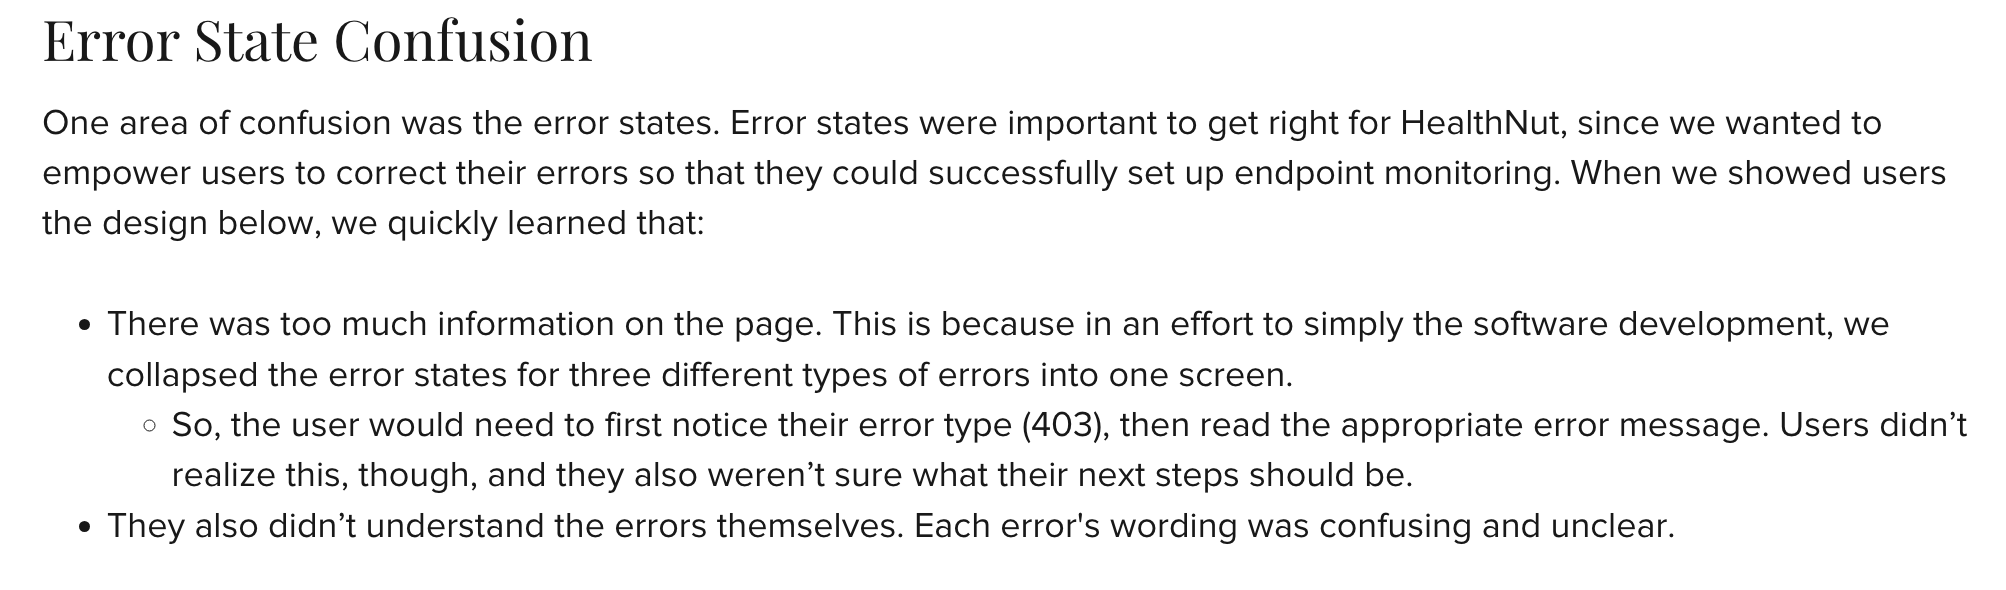 Error State Confusion
One area of confusion was the error states. Error states were important to get right for HealthNut, since we wanted to
empower users to correct their errors so that they could successfully set up endpoint monitoring. When we showed users
the design below, we quickly learned that:
• There was too much information on the page. This is because in an effort to simply the software development, we
collapsed the error states for three different types of errors into one screen.
◦ So, the user would need to first notice their error type (403), then read the appropriate error message. Users didn’t
realize this, though, and they also weren’t sure what their next steps should be.
• They also didn’t understand the errors themselves. Each error's wording was confusing and unclear.